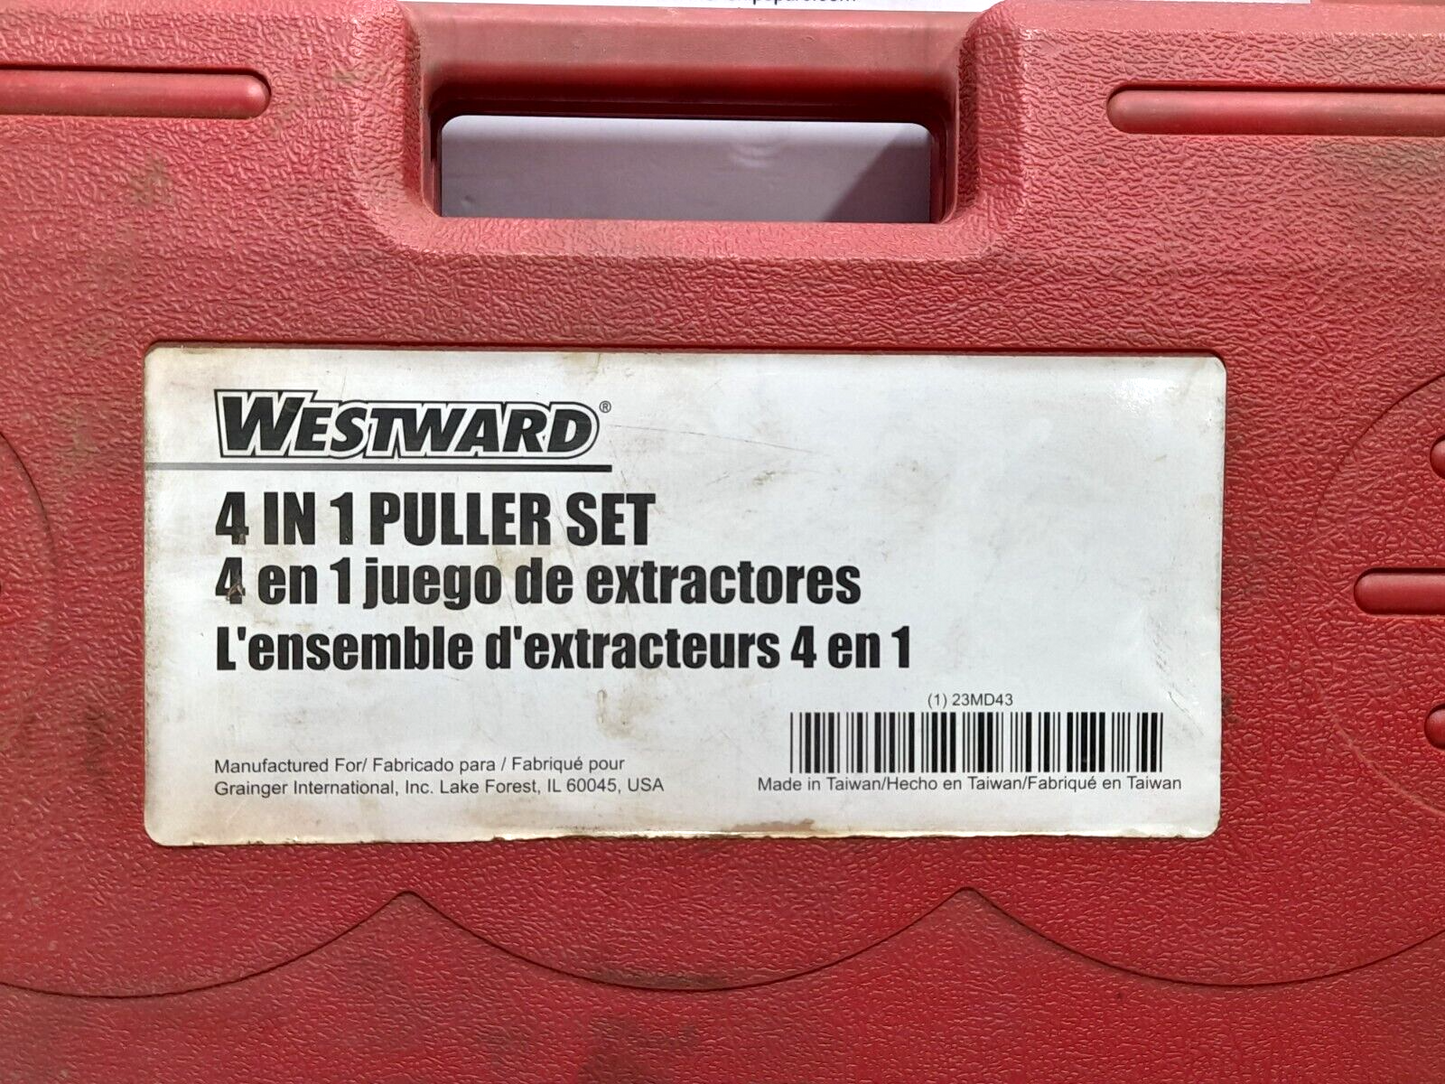 WESTWARD®
4 IN 1 PULLER SET
4 en 1 juego de extractores
L'ensemble d'extracteurs 4 en 1
(1) 23MD43
Manufactured For/ Fabricado para / Fabriqué pour
Grainger International, Inc. Lake Forest, IL 60045, USA
Made in Taiwan/Hecho en Taiwan/Fabriqué en Taiwan